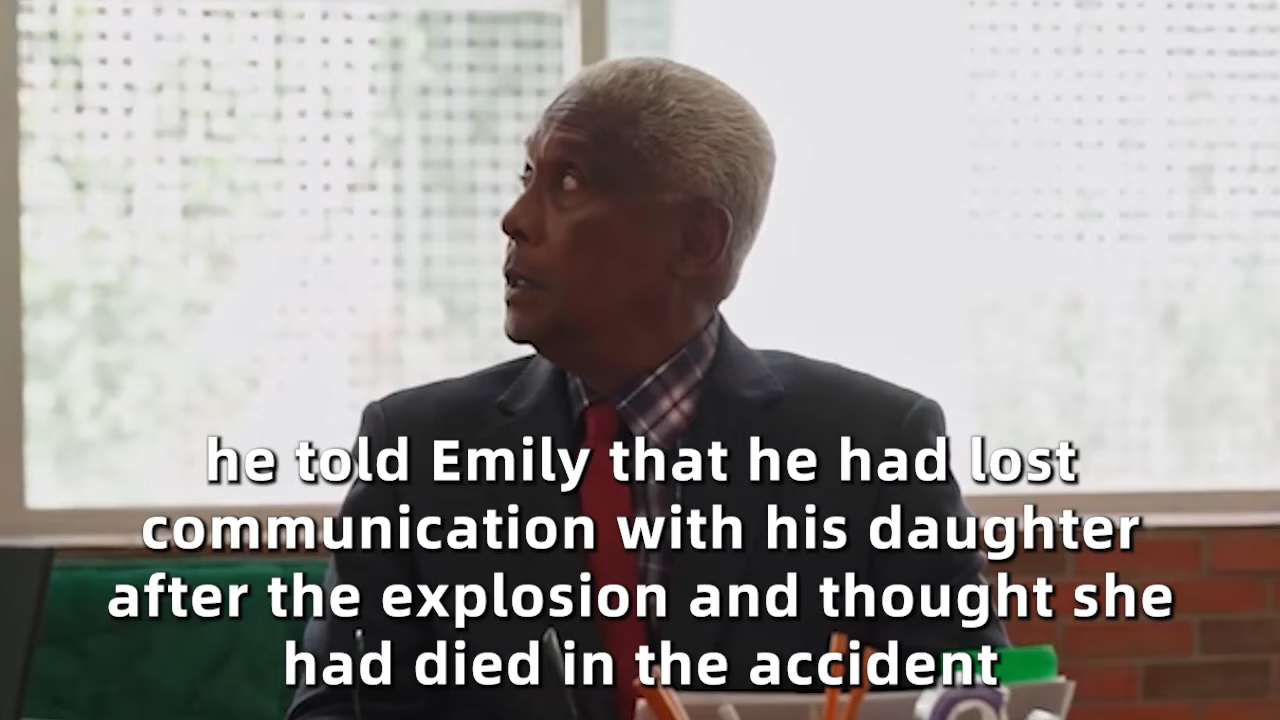 he told Emily that he had lost
communication with his daughter
after the explosion and thought she
had died in the accident